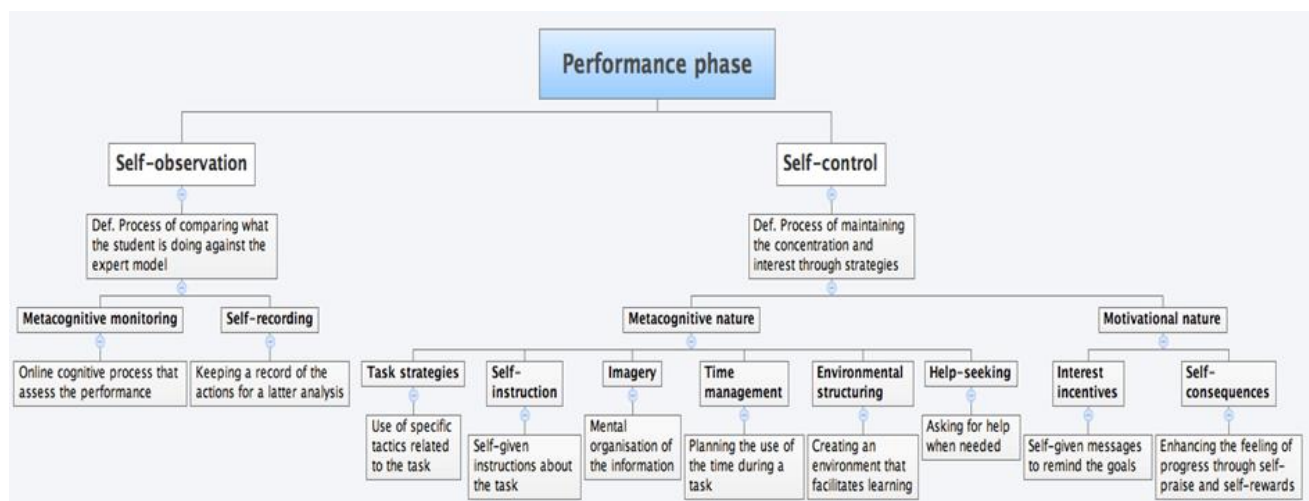 Performance phase
Self-observation
Self-control
Def. Process of comparing what
the student is doing against the
expert model
Def. Process of maintaining
the concentration and
interest through strategies
Metacognitive monitoring
Self-recording
Metacognitive nature
Motivational nature
Online cognitive process that
assess the performance
Keeping a record of the
actions for a latter analysis
Task strategies
Self-
instruction
Imagery
Time
management
Environmental
structuring
Help-seeking
Interest
incentives
Self-
consequences
Use of specific
tactics related
to the task
Self-given
instructions about
the task
Mental
organisation of
the information
Planning the use of
the time during a
task
Creating an
environment that
facilitates learning
Asking for help
when needed
Self-given messages
to remind the goals
Enhancing the feeling of
progress through self-
praise and self-rewards